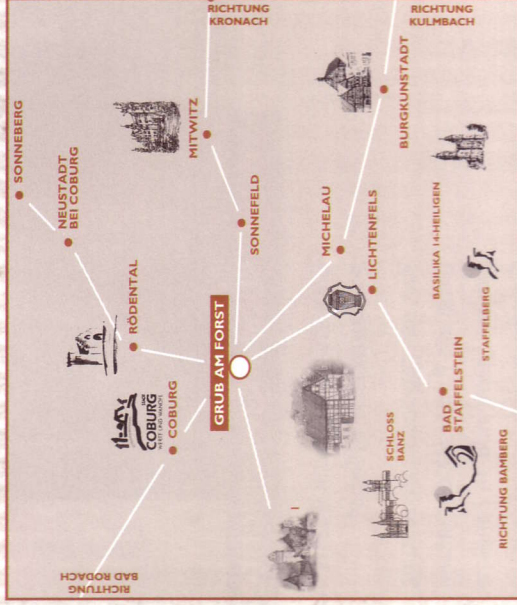 RICHTUNG
KRONACH
RICHTUNG
KULMBACH
SONNEBERG
NEUSTADT
BEI COBURG
MITWITZ
BURGKUNSTADT
SONNEFELD
MICHELAU
LICHTENFELS
BASILIKA 14-HEILIGEN
STAFFELBERG
RÖDENTAL
GRUB AM FORST
COBURG
COBURG
BAD
STAFFELSTEIN
SCHLOSS
BANZ
RICHTUNG BAMBERG
RICHTUNG
BAD RODACH